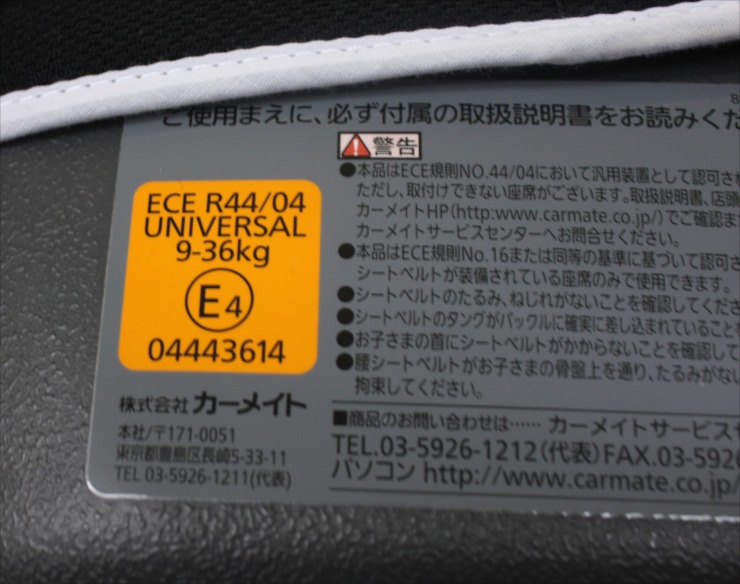 ご使用まえに、必ず付属の取扱説明書をお読みくだ
警告
●本品はECE規則NO.44/04において汎用装置として認可され
ただし、取付けできない座席がございます。取扱説明書、店頭
カーメイトHP(http:www.carmate.co.jp/)でご確認ま
カーメイトサービスセンターへお問合せください。
●本品はECE規則No.16または同等の基準に基づいて認可さ
シートベルトが装備されている座席のみで使用できます。
●シートベルトのたるみ、ねじれがないことを確認してくださ
●シートベルトのタングがバックルに確実に差し込まれていることを
●お子さまの首にシートベルトがかからないことを確認して
●腰シートベルトがお子さまの骨盤上を通り、たるみがない
拘束してください。
■商品のお問い合わせは…… カーメイトサービスセ
TEL.03-5926-1212(代表)FAX.03-5926
パソコン http://www.carmate.co.jp/
ECE R44/04
UNIVERSAL
9-36kg
E4
04443614
株式会社 カーメイト
本社/〒171-0051
東京都豊島区長崎5-33-11
TEL 03-5926-1211(代表)